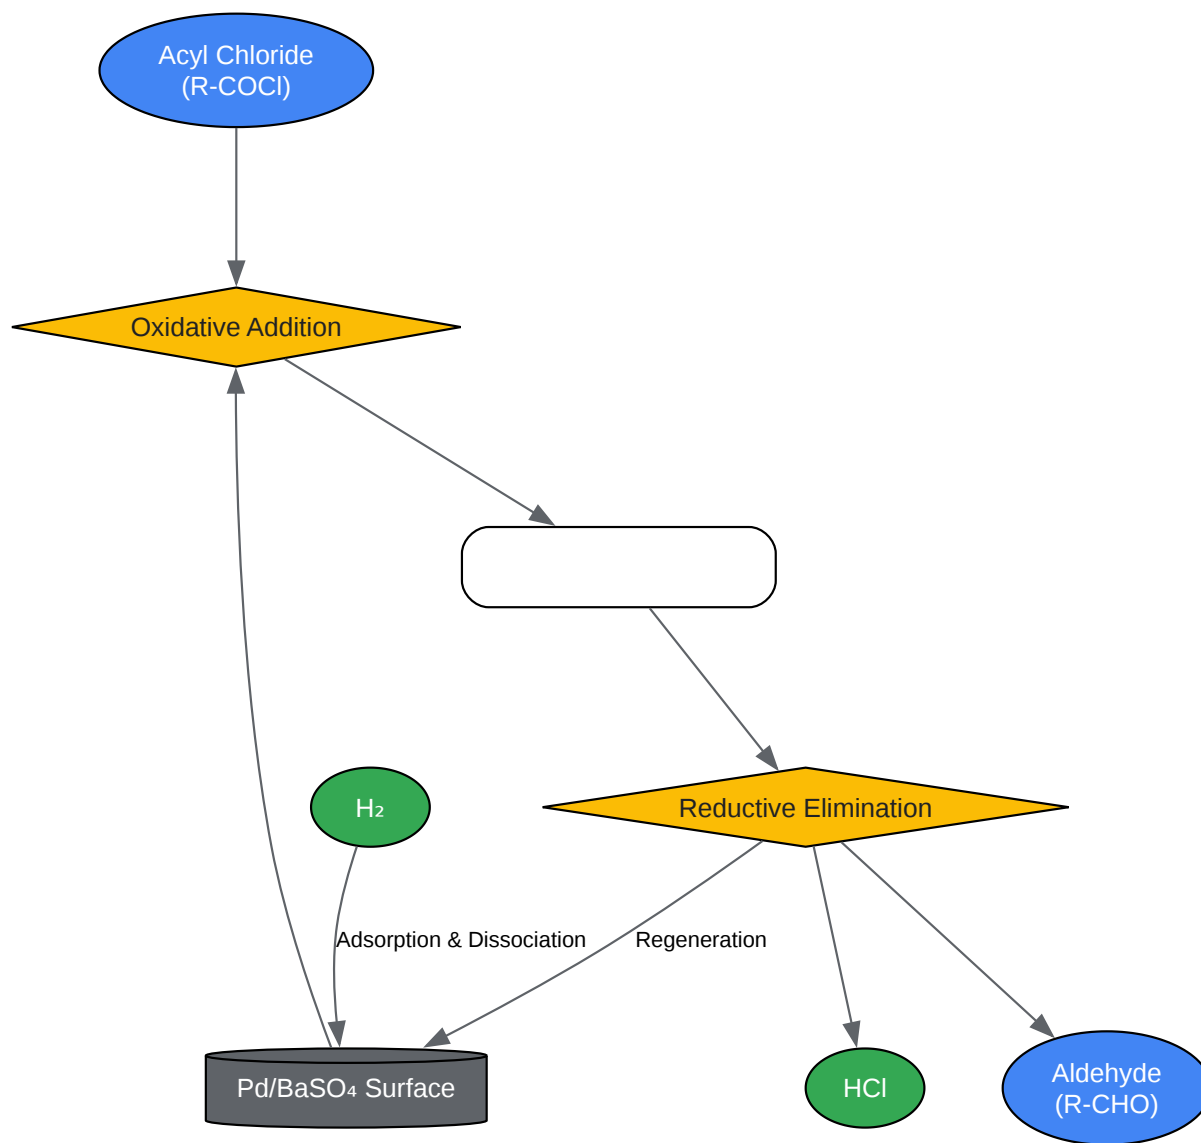 Acyl Chloride
(R-COCl)
Oxidative Addition
H₂
Reductive Elimination
Adsorption & Dissociation
Regeneration
Pd/BaSO₄ Surface
HCl
Aldehyde
(R-CHO)